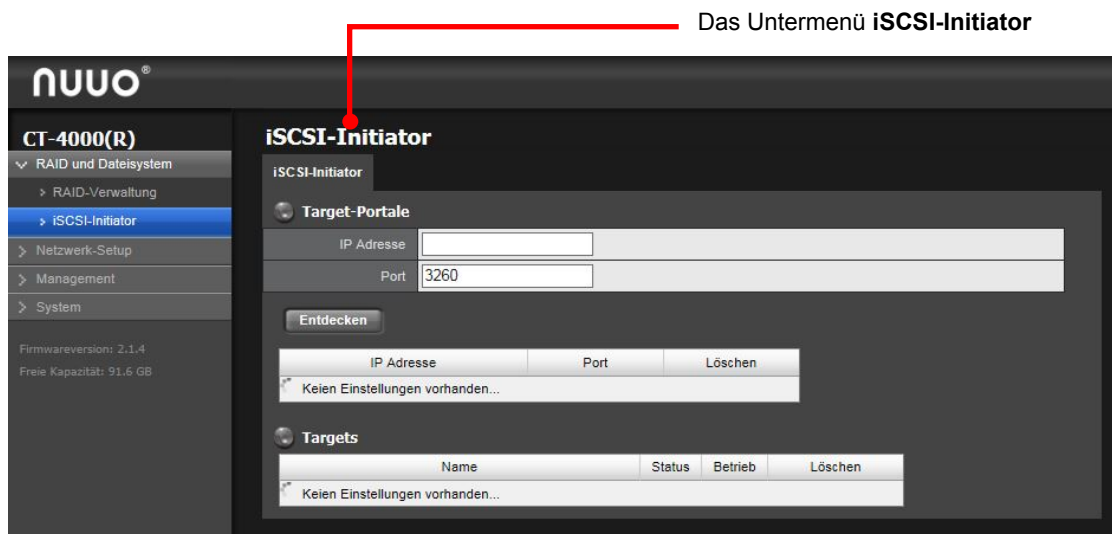 Das Untermenü iSCSI-Initiator
nuuo®
CT-4000(R)
RAID und Dateisystem
RAID-Verwaltung
iSCSI-Initiator
Netzwerk-Setup
Management
System
Firmwareversion: 2.1.4
Freie Kapazität: 91.6 GB
iSCSI-Initiator
iSCSI-Initiator
Target-Portale
IP Adresse
Port 3260
Entdecken
IP Adresse Port Löschen
Keien Einstellungen vorhanden...
Targets
Name Status Betrieb Löschen
Keien Einstellungen vorhanden...